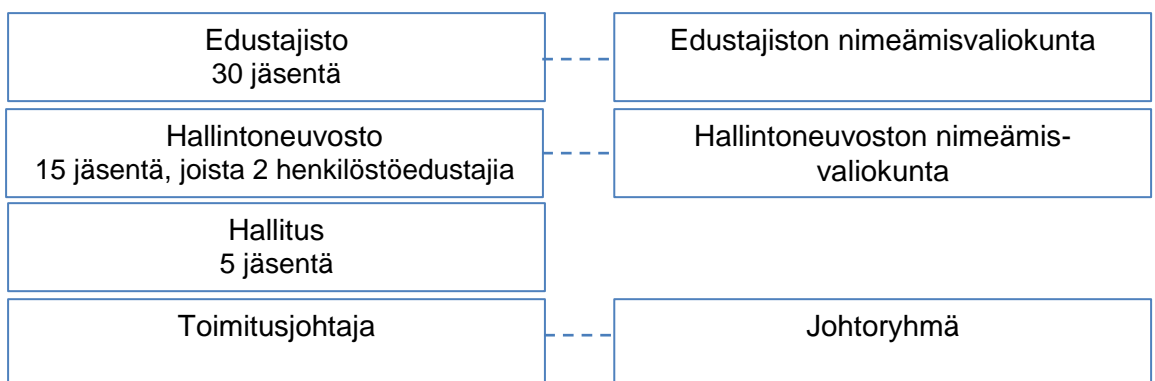 Edustajisto
30 jäsentä
Edustajiston nimeämisvaliokunta
Hallintoneuvosto
15 jäsentä, joista 2 henkilöstöedustajia
Hallintoneuvoston nimeämis-
valiokunta
Hallitus
5 jäsentä
Toimitusjohtaja
Johtoryhmä